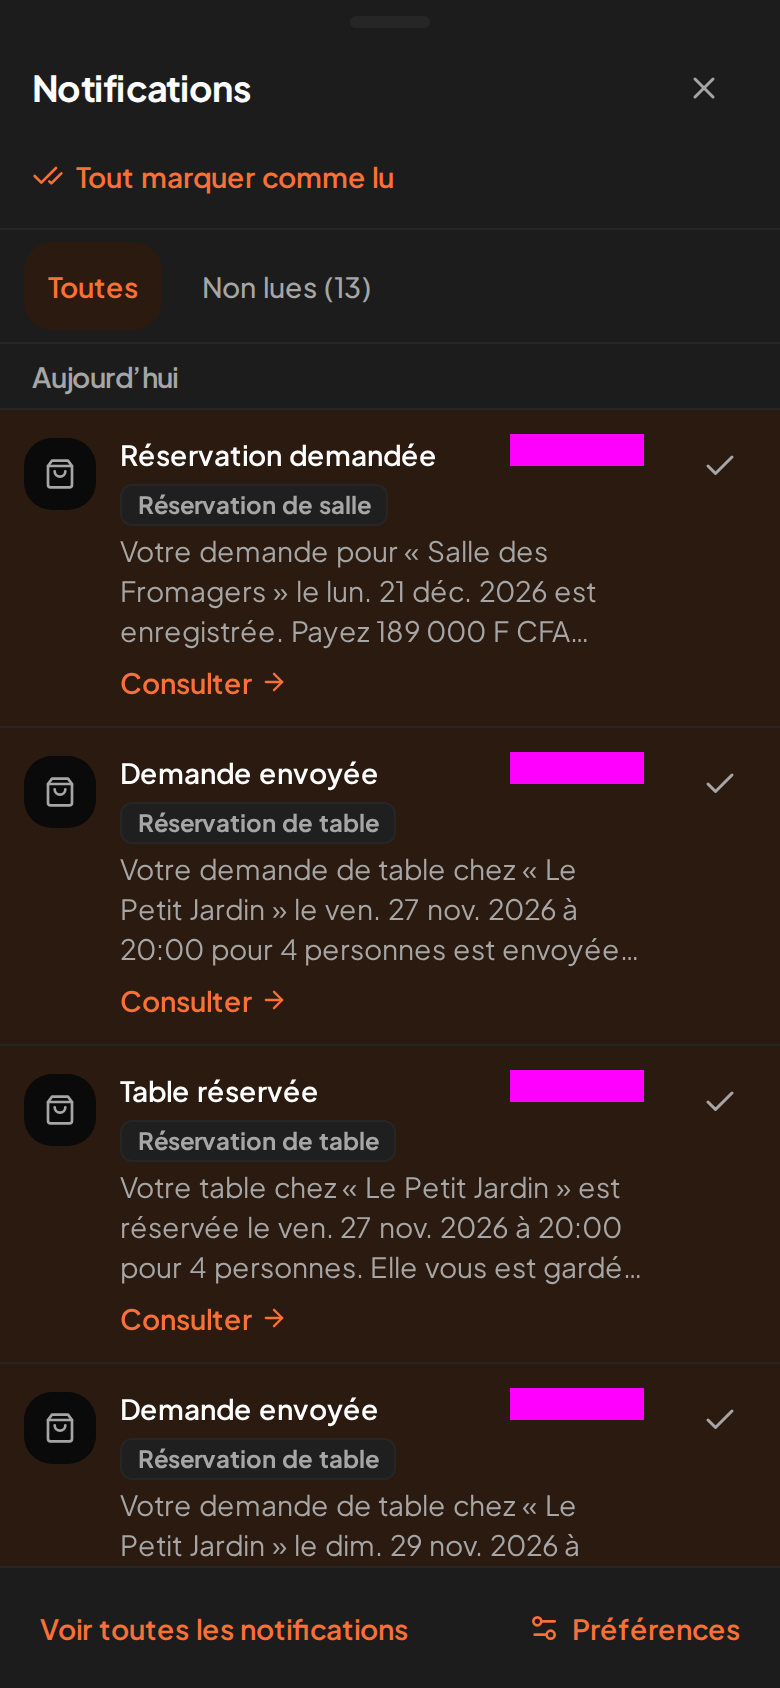 Notifications
Tout marquer comme lu
Toutes
Non lues (13)
Aujourd’hui
Réservation demandée
Réservation de salle
Votre demande pour « Salle des
Fromagers » le lun. 21 déc. 2026 est
enregistrée. Payez 189 000 F CFA…
Consulter
Demande envoyée
Réservation de table
Votre demande de table chez « Le
Petit Jardin » le ven. 27 nov. 2026 à
20:00 pour 4 personnes est envoyée…
Consulter
Table réservée
Réservation de table
Votre table chez « Le Petit Jardin » est
réservée le ven. 27 nov. 2026 à 20:00
pour 4 personnes. Elle vous est gardé…
Consulter
Demande envoyée
Réservation de table
Votre demande de table chez « Le
Petit Jardin » le dim. 29 nov. 2026 à
Voir toutes les notifications
Préférences